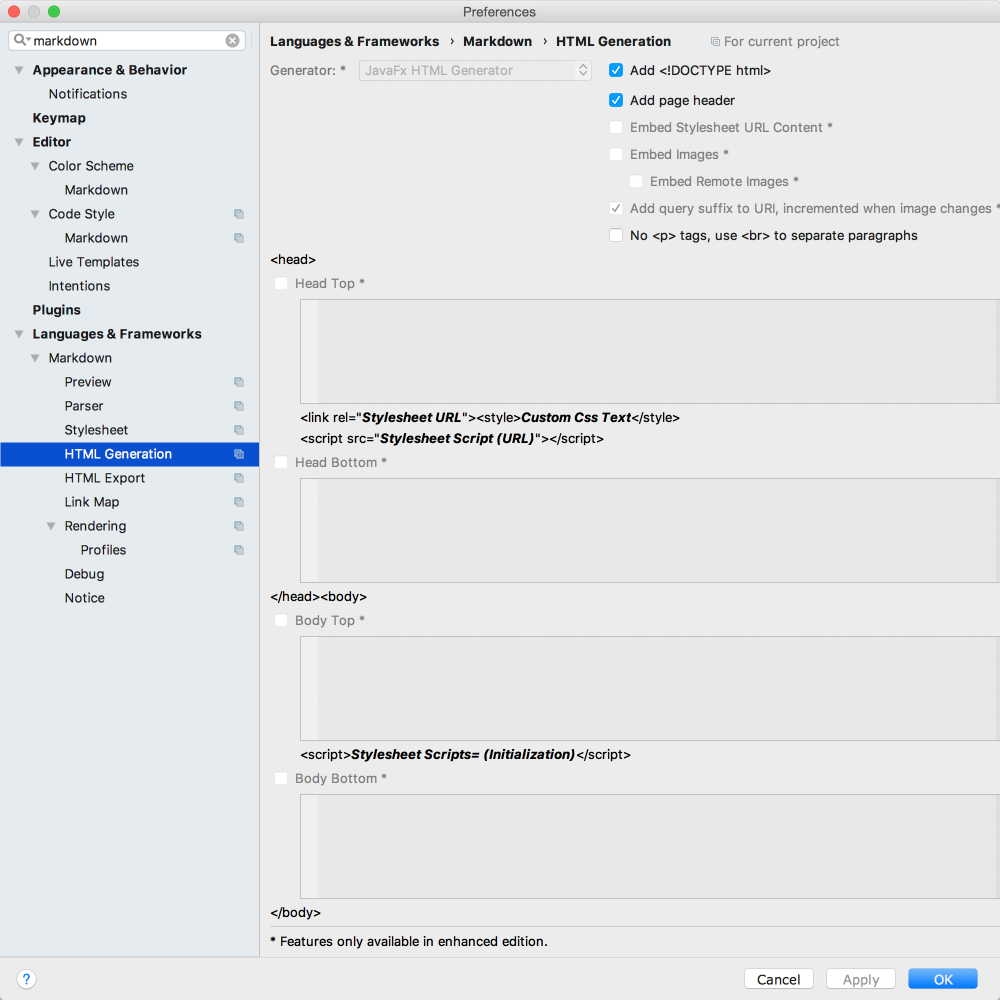 Preferences
markdown
Appearance & Behavior
Notifications
Keymap
Editor
Color Scheme
Markdown
Code Style
Markdown
Live Templates
Intentions
Plugins
Languages & Frameworks
Markdown
Preview
Parser
Stylesheet
HTML Generation
HTML Export
Link Map
Rendering
Profiles
Debug
Notice
Languages & Frameworks › Markdown › HTML Generation For current project
Generator: * JavaFx HTML Generator
Add <!DOCTYPE html>
Add page header
Embed Stylesheet URL Content *
Embed Images *
Embed Remote Images *
Add query suffix to URI, incremented when image changes *
No <p> tags, use <br> to separate paragraphs
<head>
Head Top *
<link rel="Stylesheet URL"><style>Custom Css Text</style>
<script src="Stylesheet Script (URL)"></script>
Head Bottom *
</head><body>
Body Top *
<script>Stylesheet Scripts= (Initialization)</script>
Body Bottom *
</body>
* Features only available in enhanced edition.
?
Cancel
Apply
OK